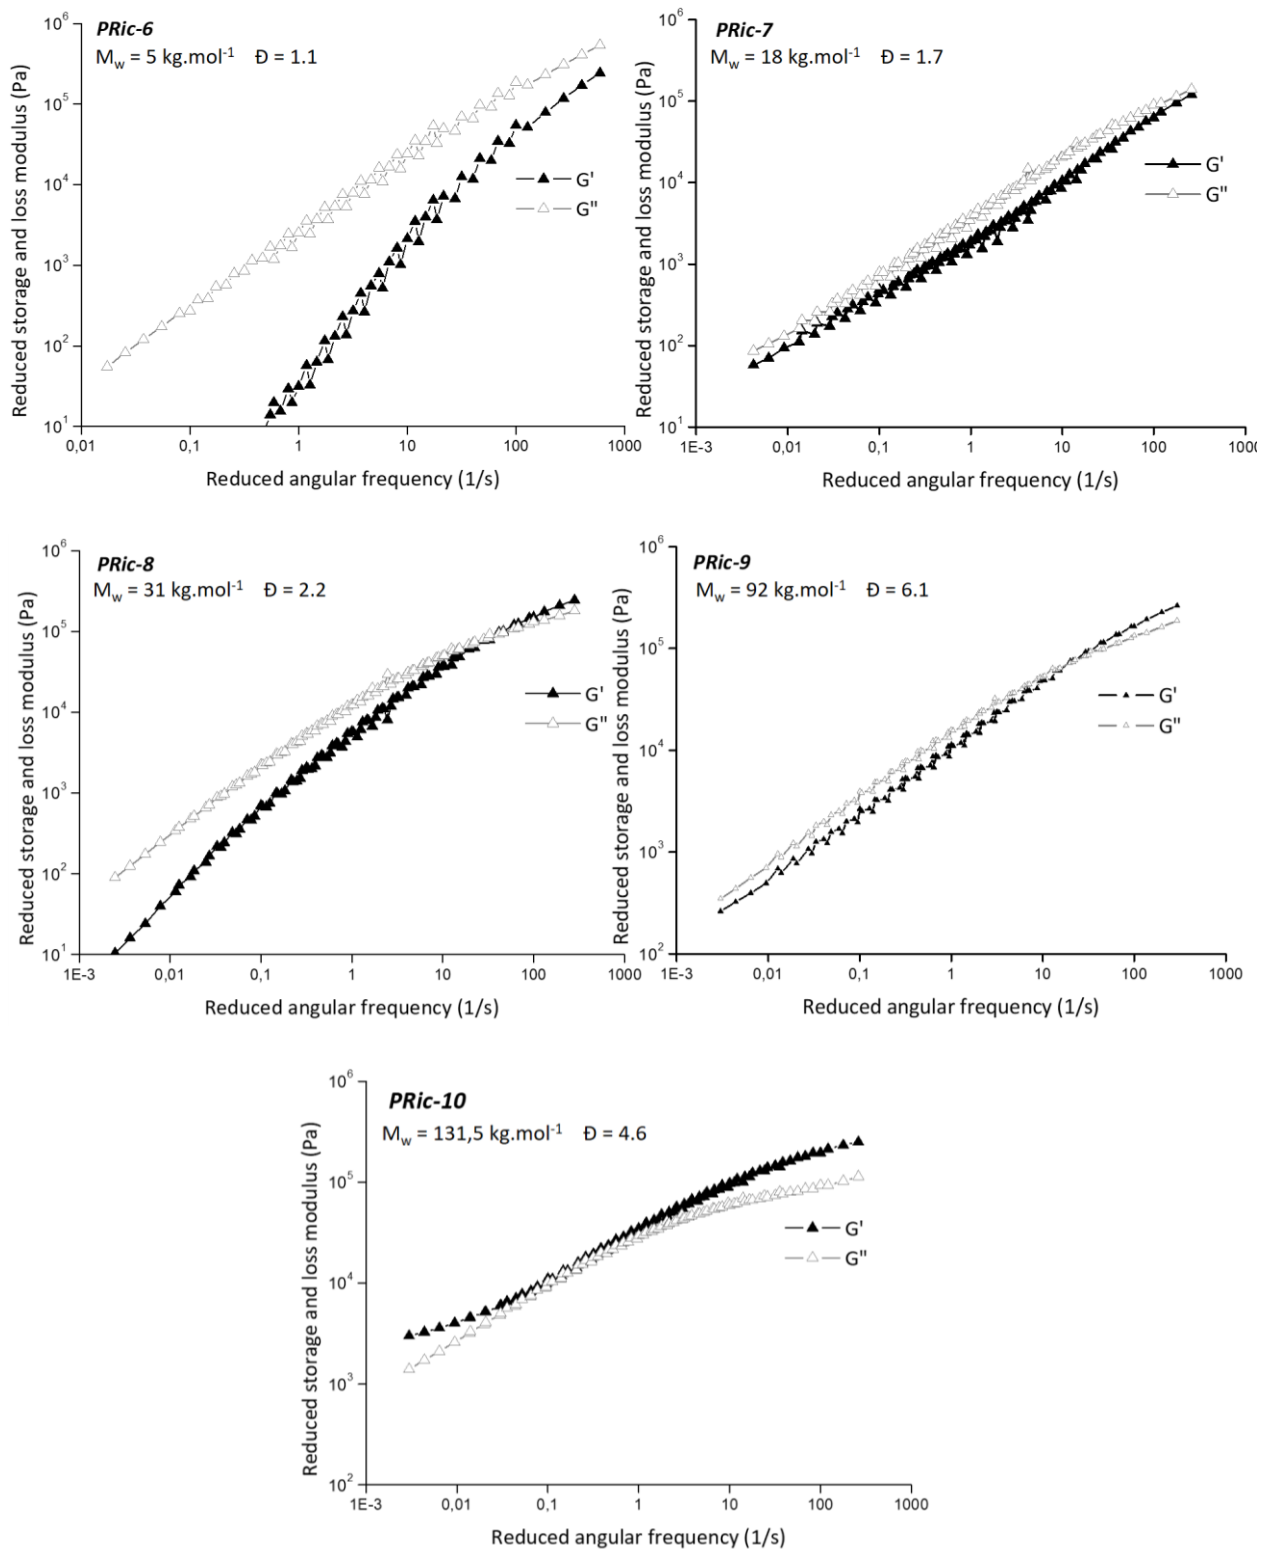 PRic-6
M_w = 5 kg.mol^-1 Đ = 1.1
Reduced storage and loss modulus (Pa)
10^6
10^5
10^4
10^3
10^2
10^1
G'
G"
0,01 0,1 1 10 100 1000
Reduced angular frequency (1/s)
PRic-7
M_w = 18 kg.mol^-1 Đ = 1.7
Reduced storage and loss modulus (Pa)
10^6
10^5
10^4
10^3
10^2
10^1
G'
G"
1E-3 0,01 0,1 1 10 100 100
Reduced angular frequency (1/s)
PRic-8
M_w = 31 kg.mol^-1 Đ = 2.2
Reduced storage and loss modulus (Pa)
10^6
10^5
10^4
10^3
10^2
10^1
G'
G"
1E-3 0,01 0,1 1 10 100 1000
Reduced angular frequency (1/s)
PRic-9
M_w = 92 kg.mol^-1 Đ = 6.1
Reduced storage and loss modulus (Pa)
10^6
10^5
10^4
10^3
10^2
G'
G"
1E-3 0,01 0,1 1 10 100 1000
Reduced angular frequency (1/s)
PRic-10
M_w = 131,5 kg.mol^-1 Đ = 4.6
Reduced storage and loss modulus (Pa)
10^6
10^5
10^4
10^3
10^2
G'
G"
1E-3 0,01 0,1 1 10 100 1000
Reduced angular frequency (1/s)